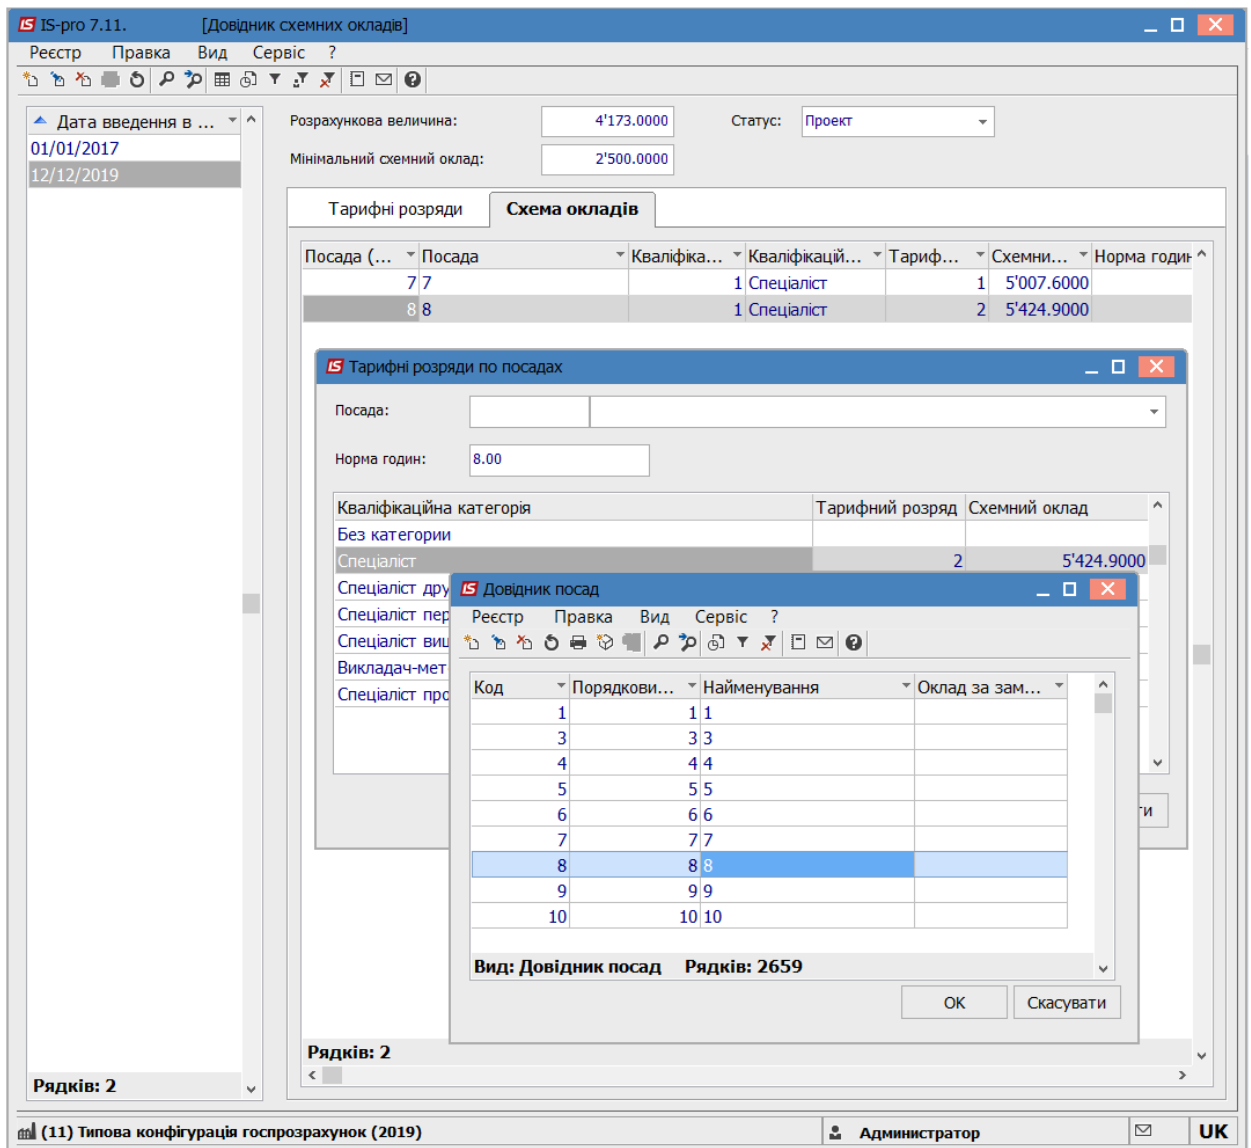 IS-pro 7.11. [Довідник схемних окладів]
Реєстр Правка Вид Сервіс ?
Дата введення в ...
01/01/2017
12/12/2019
Рядків: 2
Розрахункова величина: 4'173.0000 Статус: Проект
Мінімальний схемний оклад: 2'500.0000
Тарифні розряди Схема окладів
Посада (... Посада Кваліфіка... Кваліфікацій... Тариф... Схемни... Норма годин
7 7 1 Спеціаліст 1 5'007.6000
8 8 1 Спеціаліст 2 5'424.9000
Тарифні розряди по посадах
Посада:
Норма годин: 8.00
Кваліфікаційна категорія Тарифний розряд Схемний оклад
Без категории
Спеціаліст 2 5'424.9000
Спеціаліст дру
Спеціаліст пер
Спеціаліст вищ
Викладач-мет
Спеціаліст про
ти
Довідник посад
Реєстр Правка Вид Сервіс ?
Код Порядкови... Найменування Оклад за зам...
1 1 1
3 3 3
4 4 4
5 5 5
6 6 6
7 7 7
8 8 8
9 9 9
10 10 10
Вид: Довідник посад Рядків: 2659
ОК Скасувати
Рядків: 2
(11) Типова конфігурація госпрозрахунок (2019) Администратор UK